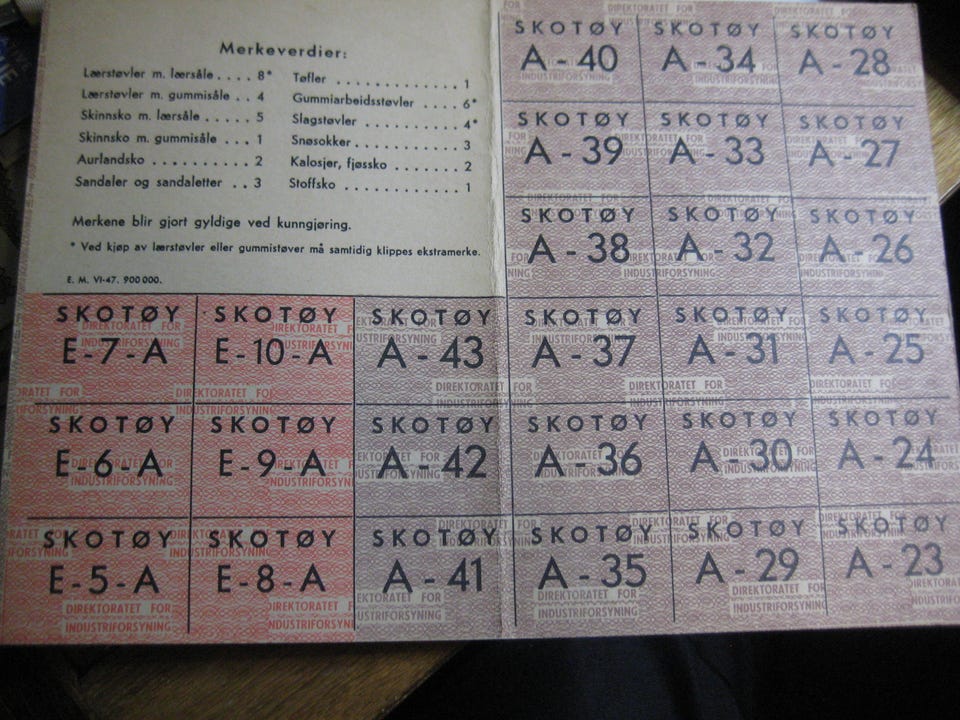 Merkeverdier:
Lærstøvler m. lærsåle .... 8*
Lærstøvler m. gummisåle .. 4
Skinnsko m. lærsåle ..... 5
Skinnsko m. gummisåle ... 1
Aurlandsko .......... 2
Sandaler og sandaletter .. 3
Tøfler ............. 1
Gummiarbeidsstøvler .... 6*
Slagstøvler .......... 4*
Snøsokker .......... 3
Kalosjer, fjøssko ....... 2
Stoffsko ............ 1
Merkene blir gjort gyldige ved kunngjøring.
* Ved kjøp av lærstøvler eller gummistøver må samtidig klippes ekstramerke.
E. M. VI-47. 900 000.
SKOTØY SKOTØY SKOTØY
A - 40 A - 34 A - 28
SKOTØY SKOTØY SKOTØY
A - 39 A - 33 A - 27
SKOTØY SKOTØY SKOTØY
A - 38 A - 32 A - 26
SKOTØY SKOTØY SKOTØY SKOTØY SKOTØY SKOTØY
E - 7 - A E - 10 - A A - 43 A - 37 A - 31 A - 25
SKOTØY SKOTØY SKOTØY SKOTØY SKOTØY SKOTØY
E - 6 - A E - 9 - A A - 42 A - 36 A - 30 A - 24
SKOTØY SKOTØY SKOTØY SKOTØY SKOTØY SKOTØY
E - 5 - A E - 8 - A A - 41 A - 35 A - 29 A - 23
DIREKTORATET FOR
INDUSTRIFORSYNING